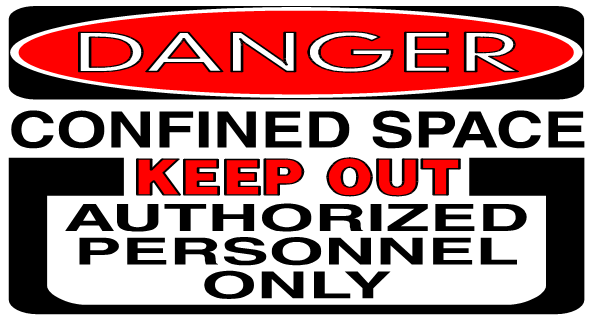 DANGER
CONFINED SPACE
KEEP OUT
AUTHORIZED
PERSONNEL
ONLY